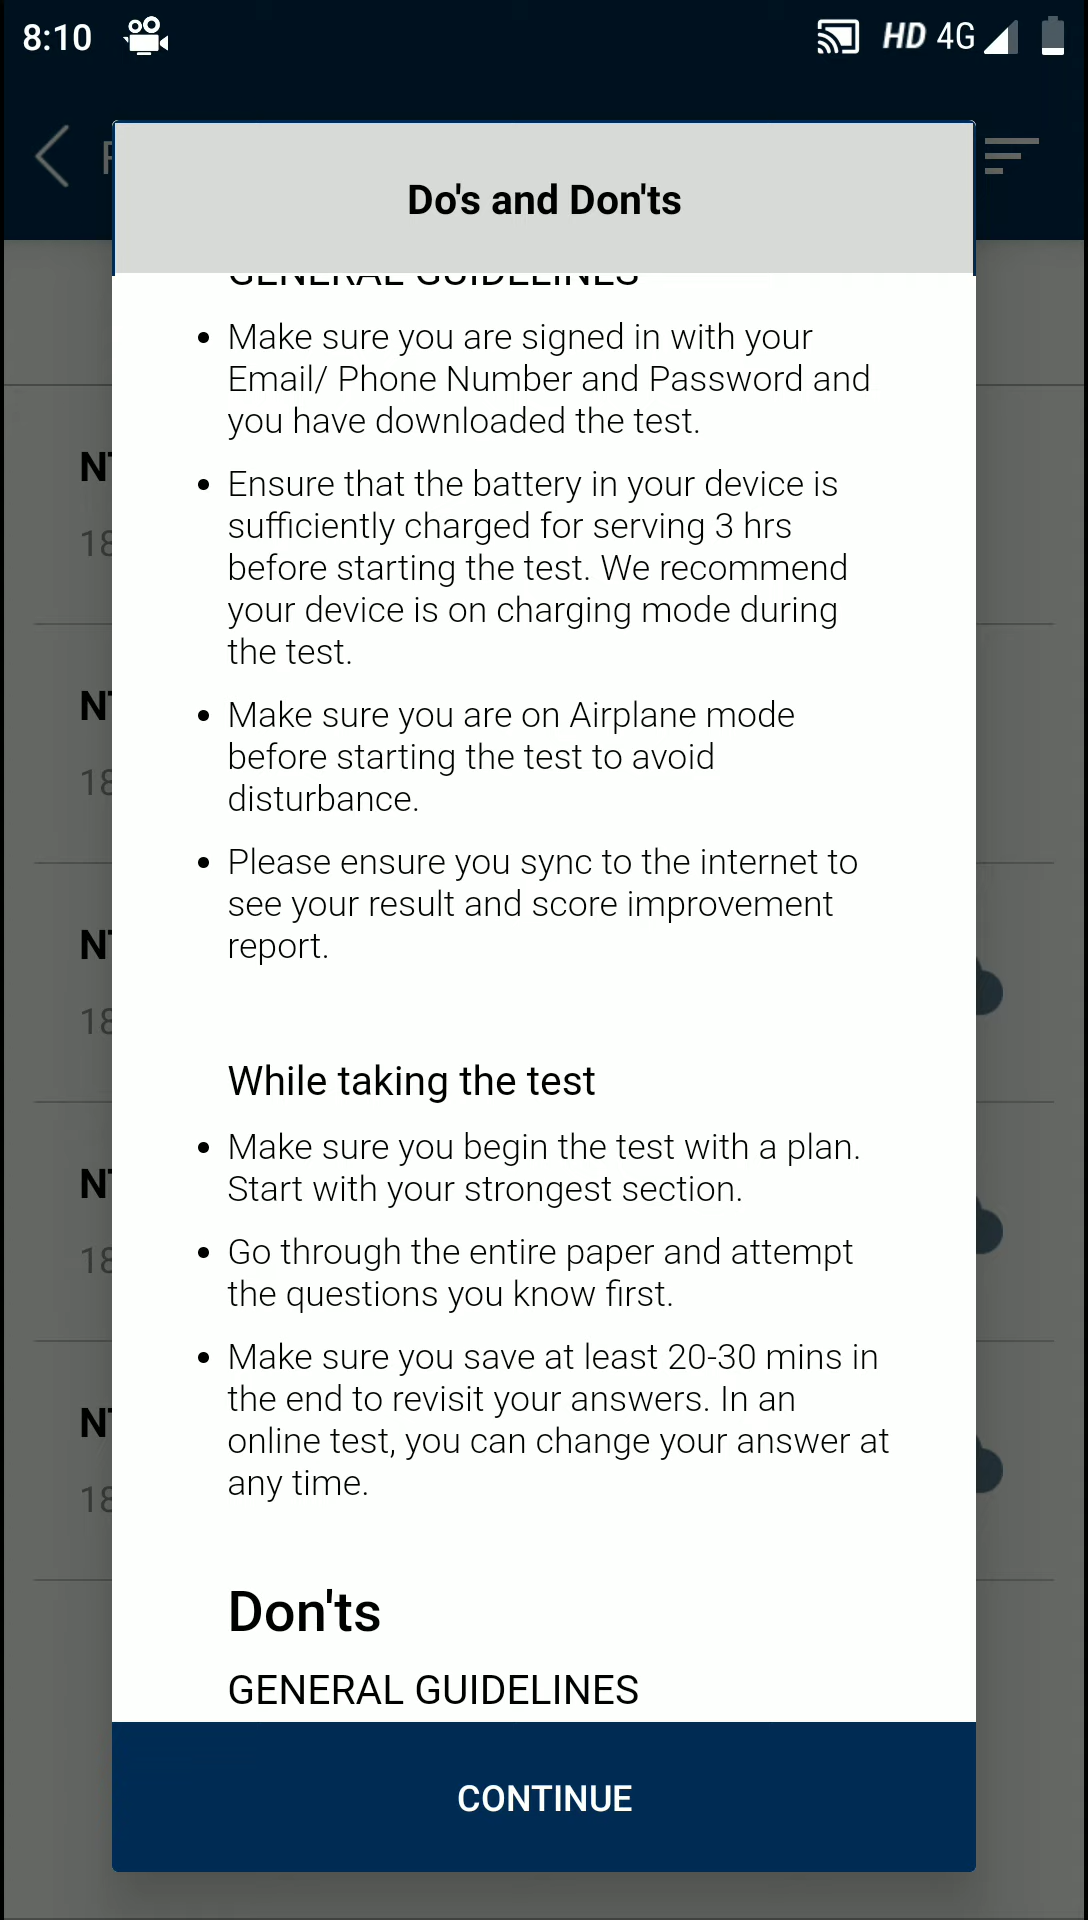 8:10
HD 4G
Do's and Don'ts
GENERAL GUIDELINES
• Make sure you are signed in with your
Email/ Phone Number and Password and
you have downloaded the test.
• Ensure that the battery in your device is
sufficiently charged for serving 3 hrs
before starting the test. We recommend
your device is on charging mode during
the test.
• Make sure you are on Airplane mode
before starting the test to avoid
disturbance.
• Please ensure you sync to the internet to
see your result and score improvement
report.
While taking the test
• Make sure you begin the test with a plan.
Start with your strongest section.
• Go through the entire paper and attempt
the questions you know first.
• Make sure you save at least 20-30 mins in
the end to revisit your answers. In an
online test, you can change your answer at
any time.
Don'ts
GENERAL GUIDELINES
CONTINUE